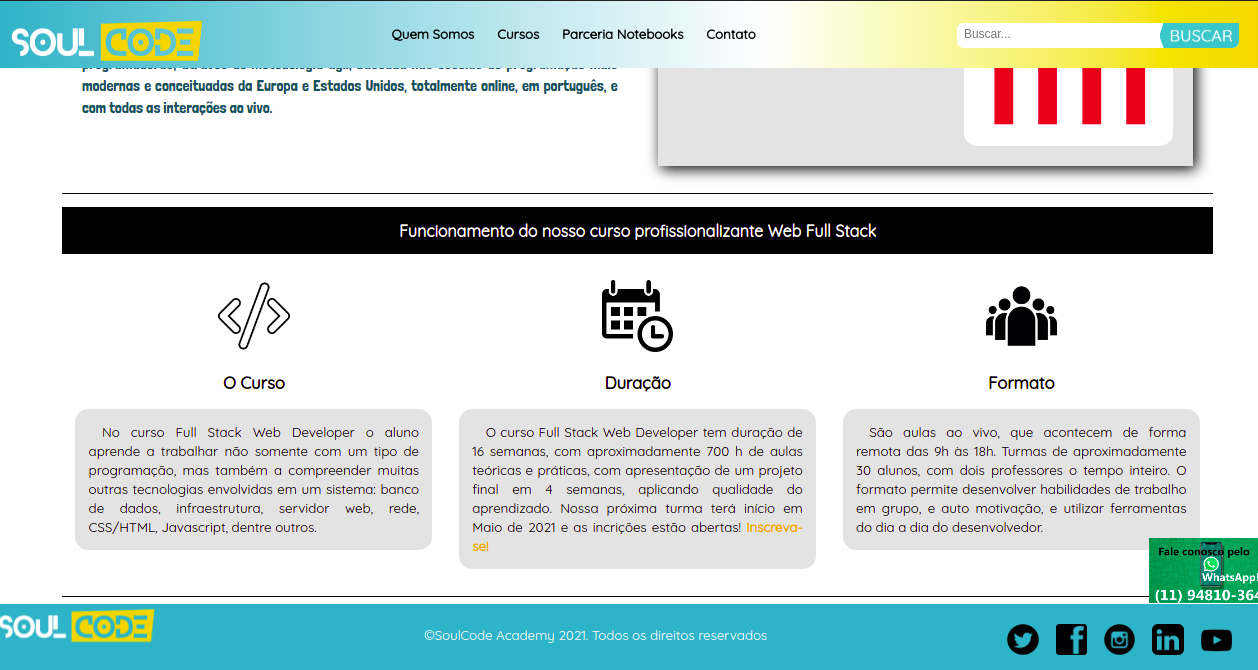 SOUL CODE
Quem Somos Cursos Parceria Notebooks Contato
Buscar... BUSCAR
modernas e conceituadas da Europa e Estados Unidos, totalmente online, em português, e
com todas as interações ao vivo.
Funcionamento do nosso curso profissionalizante Web Full Stack
O Curso
No curso Full Stack Web Developer o aluno
aprende a trabalhar não somente com um tipo de
programação, mas também a compreender muitas
outras tecnologias envolvidas em um sistema: banco
de dados, infraestrutura, servidor web, rede,
CSS/HTML, Javascript, dentre outros.
Duração
O curso Full Stack Web Developer tem duração de
16 semanas, com aproximadamente 700 h de aulas
teóricas e práticas, com apresentação de um projeto
final em 4 semanas, aplicando qualidade do
aprendizado. Nossa próxima turma terá início em
Maio de 2021 e as incrições estão abertas! Inscreva-
se!
Formato
São aulas ao vivo, que acontecem de forma
remota das 9h às 18h. Turmas de aproximadamente
30 alunos, com dois professores o tempo inteiro. O
formato permite desenvolver habilidades de trabalho
em grupo, e auto motivação, e utilizar ferramentas
do dia a dia do desenvolvedor.
Fale conosco pelo
WhatsApp
(11) 94810-364
SOUL CODE
©SoulCode Academy 2021. Todos os direitos reservados